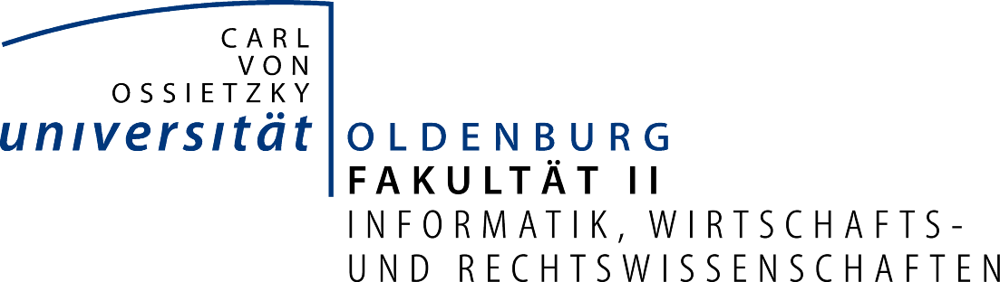 CARL
VON
OSSIETZKY
universität OLDENBURG
FAKULTÄT II
INFORMATIK, WIRTSCHAFTS-
UND RECHTSWISSENSCHAFTEN